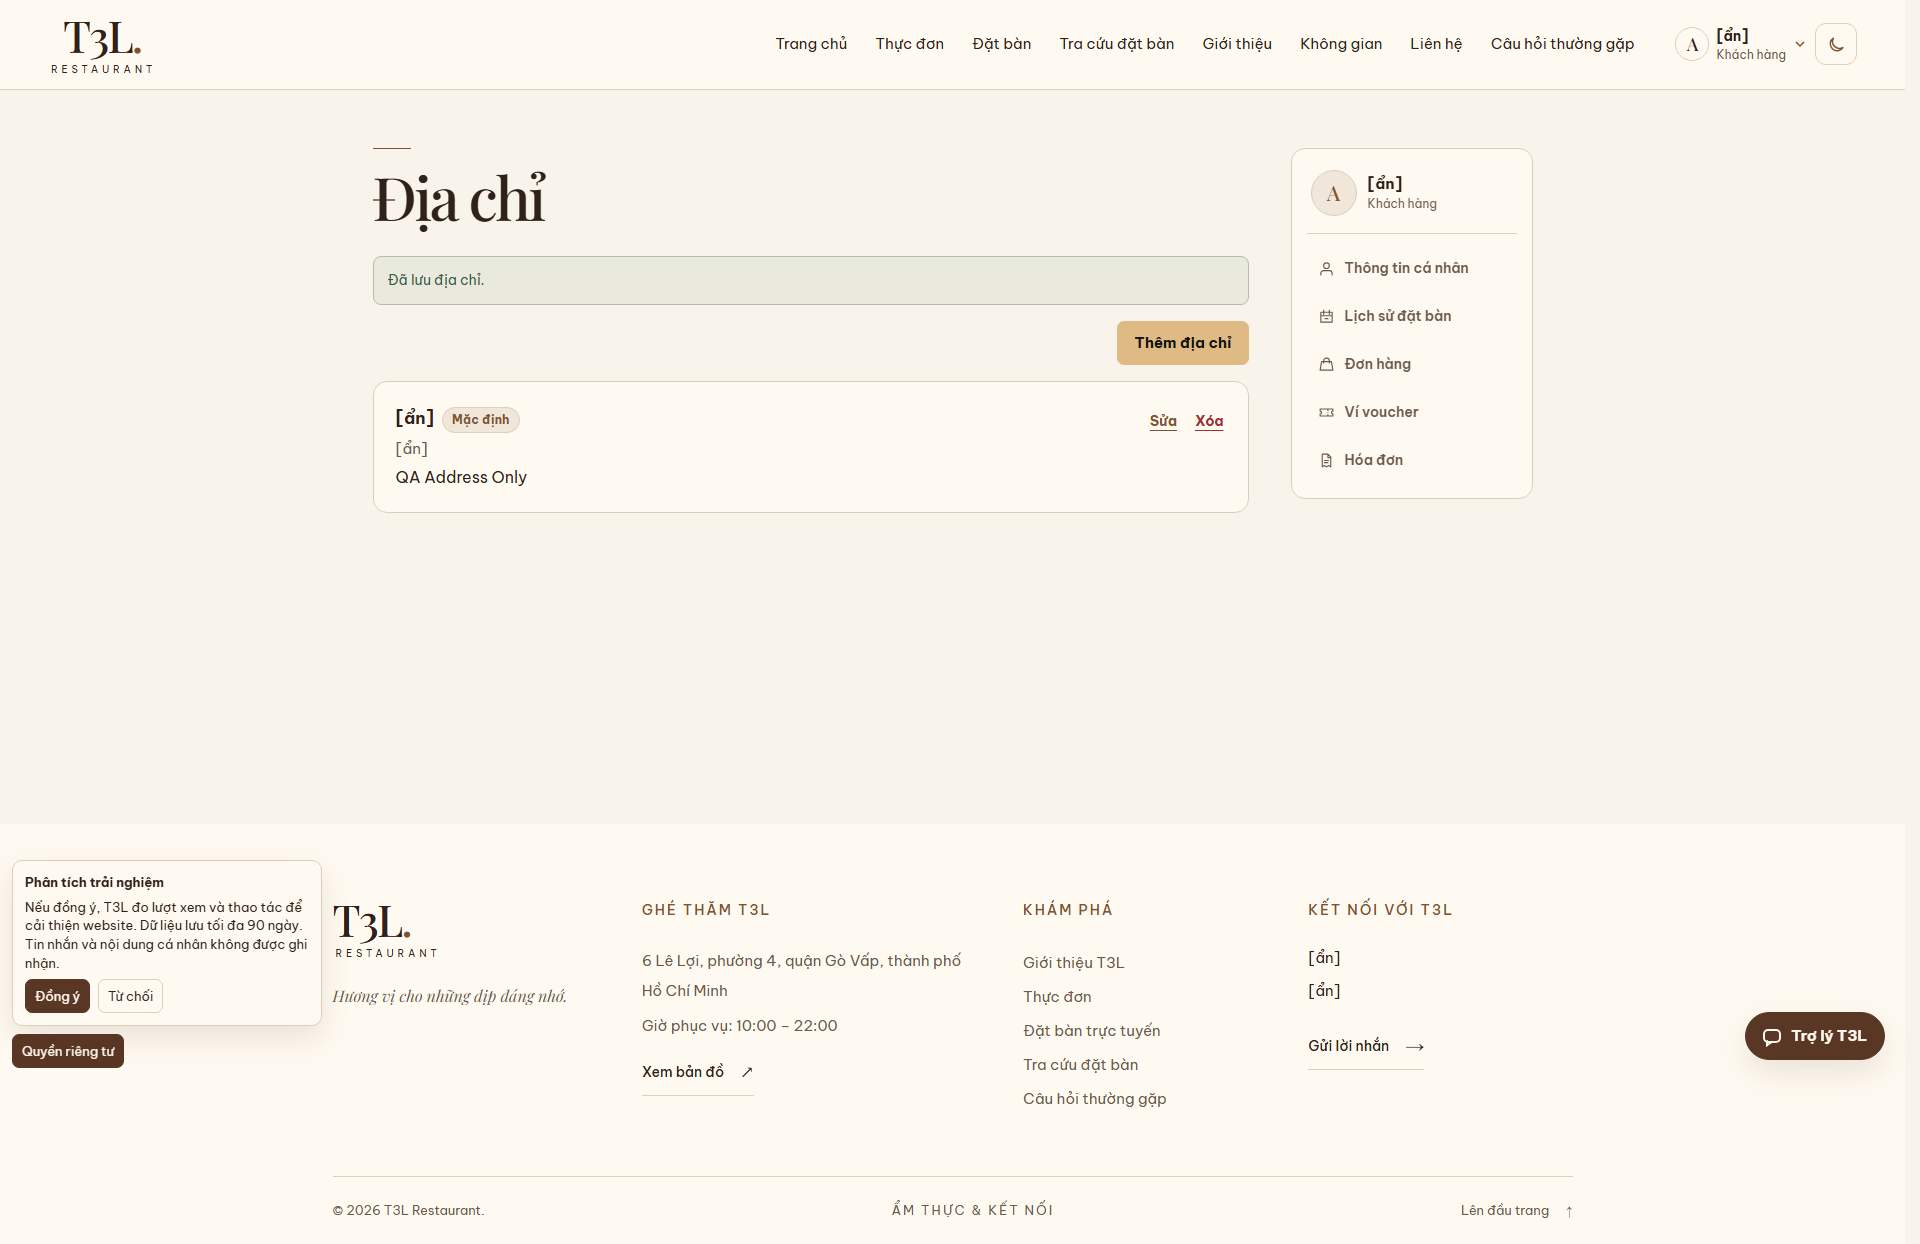 T3L.
RESTAURANT
Trang chủ
Thực đơn
Đặt bàn
Tra cứu đặt bàn
Giới thiệu
Không gian
Liên hệ
Câu hỏi thường gặp
A
[ẩn]
Khách hàng
Địa chỉ
Đã lưu địa chỉ.
Thêm địa chỉ
[ẩn] Mặc định
[ẩn]
QA Address Only
Sửa
Xóa
A
[ẩn]
Khách hàng
Thông tin cá nhân
Lịch sử đặt bàn
Đơn hàng
Ví voucher
Hóa đơn
Phân tích trải nghiệm
Nếu đồng ý, T3L đo lượt xem và thao tác để
cải thiện website. Dữ liệu lưu tối đa 90 ngày.
Tin nhắn và nội dung cá nhân không được ghi
nhận.
Đồng ý
Từ chối
Quyền riêng tư
T3L.
RESTAURANT
Hương vị cho những dịp đáng nhớ.
GHÉ THĂM T3L
6 Lê Lợi, phường 4, quận Gò Vấp, thành phố
Hồ Chí Minh
Giờ phục vụ: 10:00 – 22:00
Xem bản đồ ↗
KHÁM PHÁ
Giới thiệu T3L
Thực đơn
Đặt bàn trực tuyến
Tra cứu đặt bàn
Câu hỏi thường gặp
KẾT NỐI VỚI T3L
[ẩn]
[ẩn]
Gửi lời nhắn →
Trợ lý T3L
© 2026 T3L Restaurant.
ẨM THỰC & KẾT NỐI
Lên đầu trang ↑